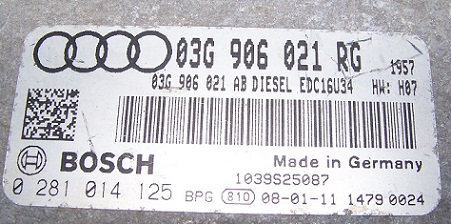 03G 906 021 RG 1957
03G 906 021 AB DIESEL EDC16U34 HW: H07
BOSCH Made in Germany
1039S25087
0 281 014 125 BPG 810 08-01-11 1479 0024